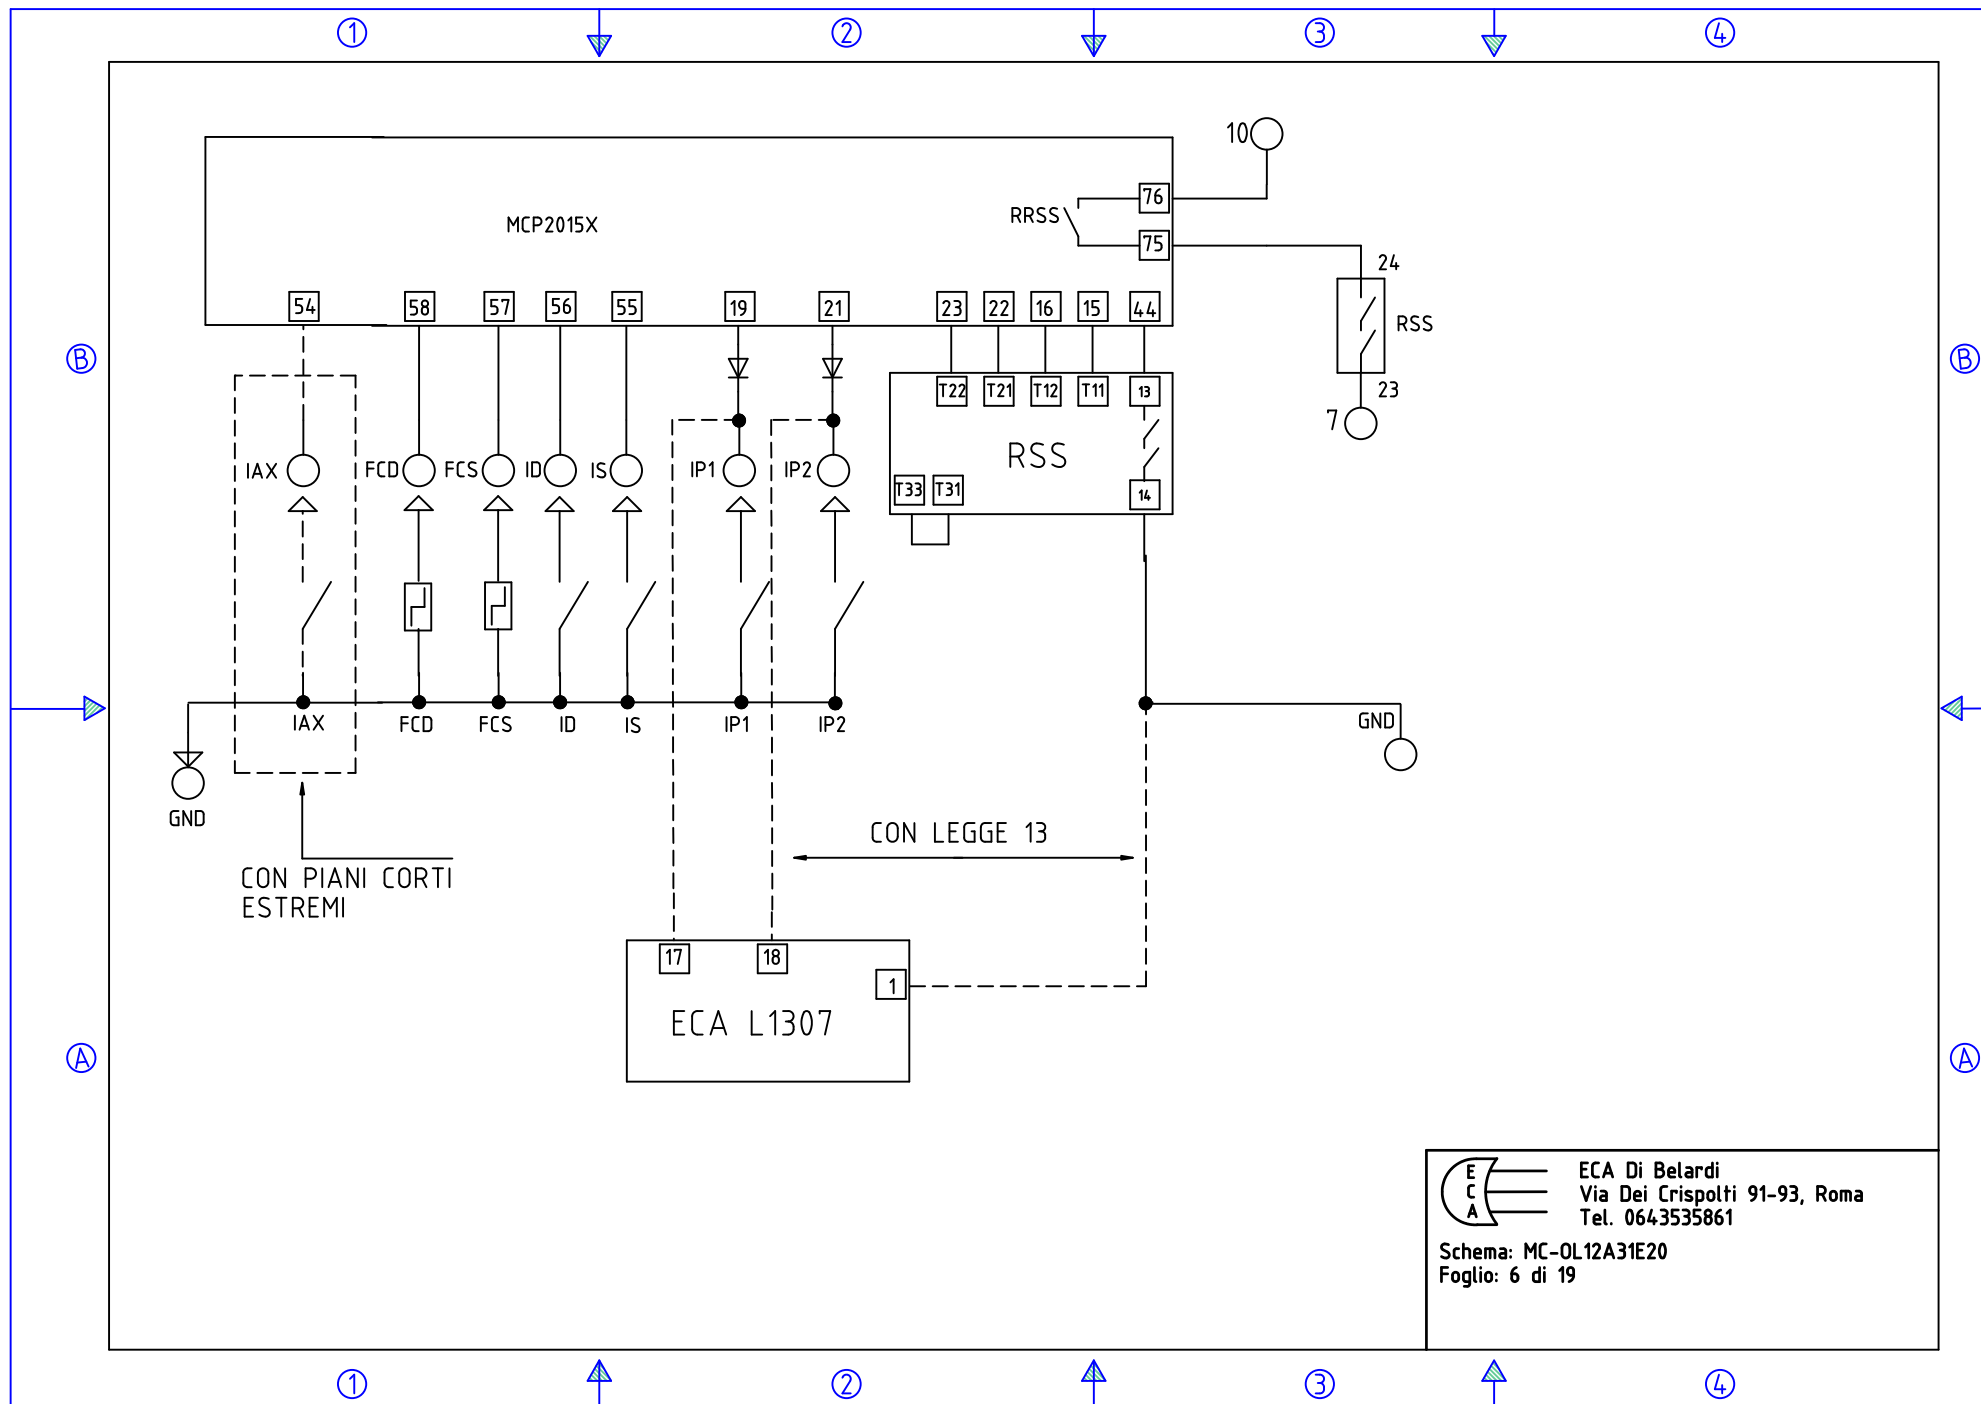 1 2 3 4
10
76
RRSS
MCP2015X
75
24
54 58 57 56 55 19 21 23 22 16 15 44
RSS
B B
T22 T21 T12 T11 13
23
7
RSS
IAX FCD FCS ID IS IP1 IP2
T33 T31 14
IAX FCD FCS ID IS IP1 IP2
GND
GND
CON LEGGE 13
CON PIANI CORTI
ESTREMI
17 18
1
ECA L1307
A A
E
C
A
ECA Di Belardi
Via Dei Crispolti 91-93, Roma
Tel. 0643535861
Schema: MC-OL12A31E20
Foglio: 6 di 19
1 2 3 4